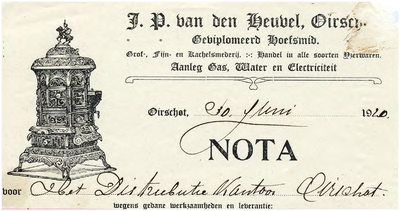 J. P. van den Heuvel, Oirsch
Gediplomeerd Hoefsmid.
Grof-, Fijn- en Kachelsmederij. :-: Handel in alle soorten IJzerwaren.
Aanleg Gas, Water en Electriciteit
Oirschot, 30 Juni 1920.
NOTA
voor Het Distributie Kantoor Oirschot.
wegens gedane werkzaamheden en leverantie: